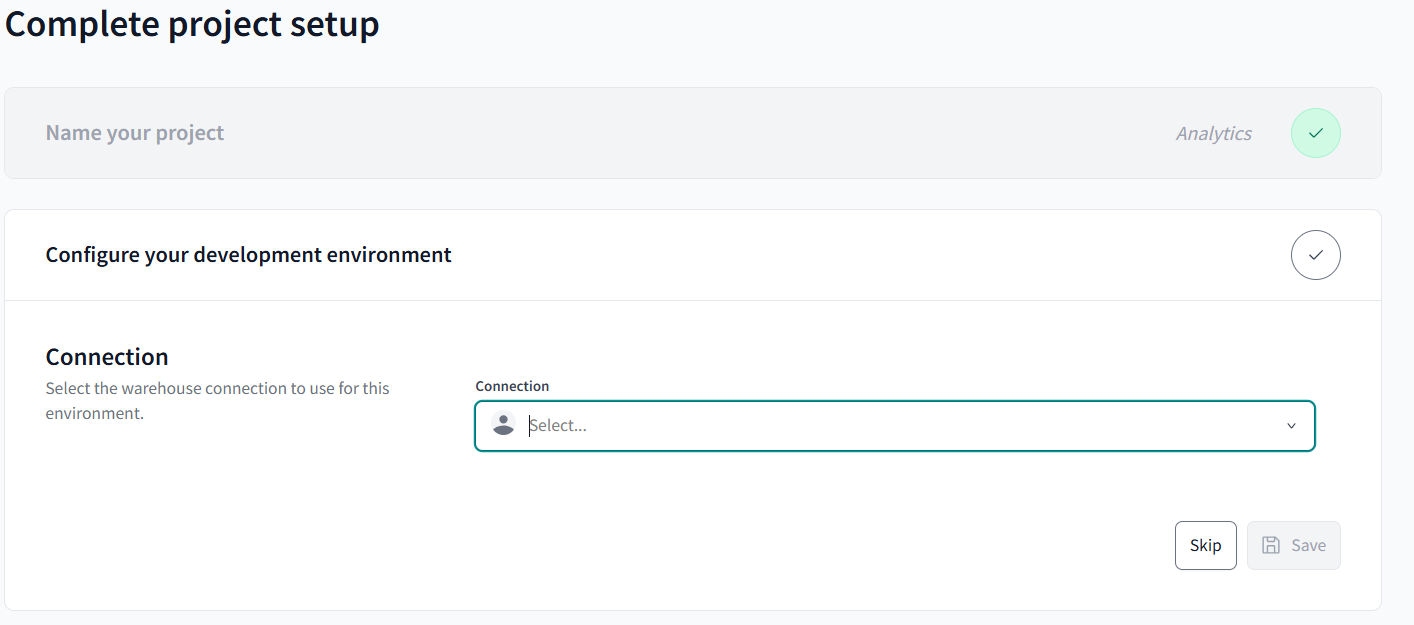 Complete project setup
Name your project
Analytics
Configure your development environment
Connection
Select the warehouse connection to use for this
environment.
Connection
Select...
Skip
Save